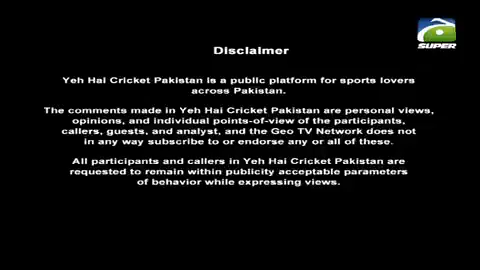 SUPER
Disclaimer
Yeh Hai Cricket Pakistan is a public platform for sports lovers
across Pakistan.
The comments made in Yeh Hai Cricket Pakistan are personal views,
opinions, and individual points-of-view of the participants,
callers, guests, and analyst, and the Geo TV Network does not
in any way subscribe to or endorse any or all of these.
All participants and callers in Yeh Hai Cricket Pakistan are
requested to remain within publicity acceptable parameters
of behavior while expressing views.